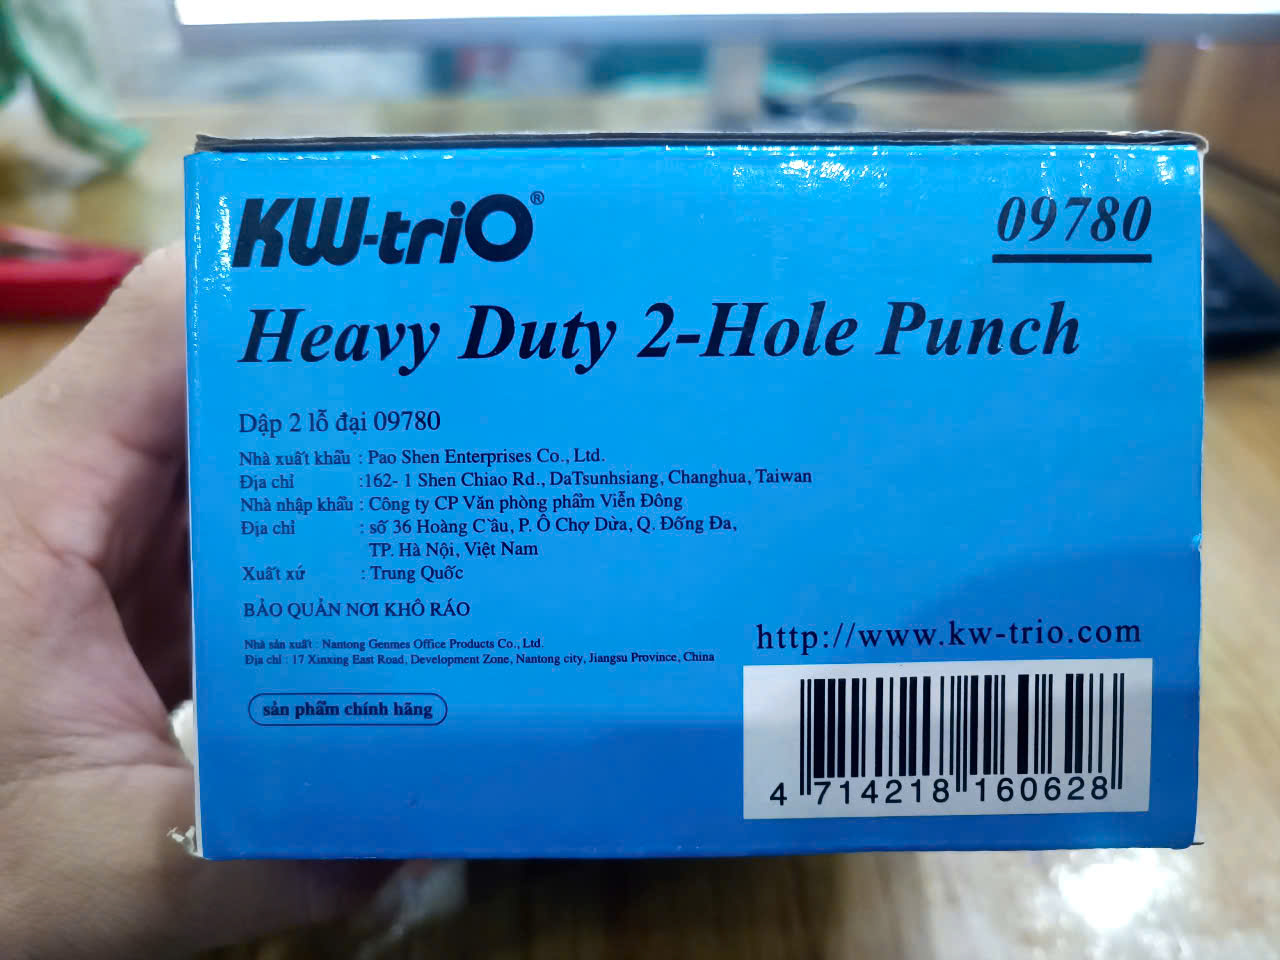 KW-triO®
09780
Heavy Duty 2-Hole Punch
Dập 2 lỗ đại 09780
Nhà xuất khẩu : Pao Shen Enterprises Co., Ltd.
Địa chỉ :162- 1 Shen Chiao Rd., DaTsunhsiang, Changhua, Taiwan
Nhà nhập khẩu : Công ty CP Văn phòng phẩm Viễn Đông
Địa chỉ : số 36 Hoàng Cầu, P. Ô Chợ Dừa, Q. Đống Đa,
TP. Hà Nội, Việt Nam
Xuất xứ : Trung Quốc
BẢO QUẢN NƠI KHÔ RÁO
Nhà sản xuất : Nantong Genmes Office Products Co., Ltd.
Địa chỉ : 17 Xinxing East Road, Development Zone, Nantong city, Jiangsu Province, China
http://www.kw-trio.com
sản phẩm chính hãng
4 714218 160628